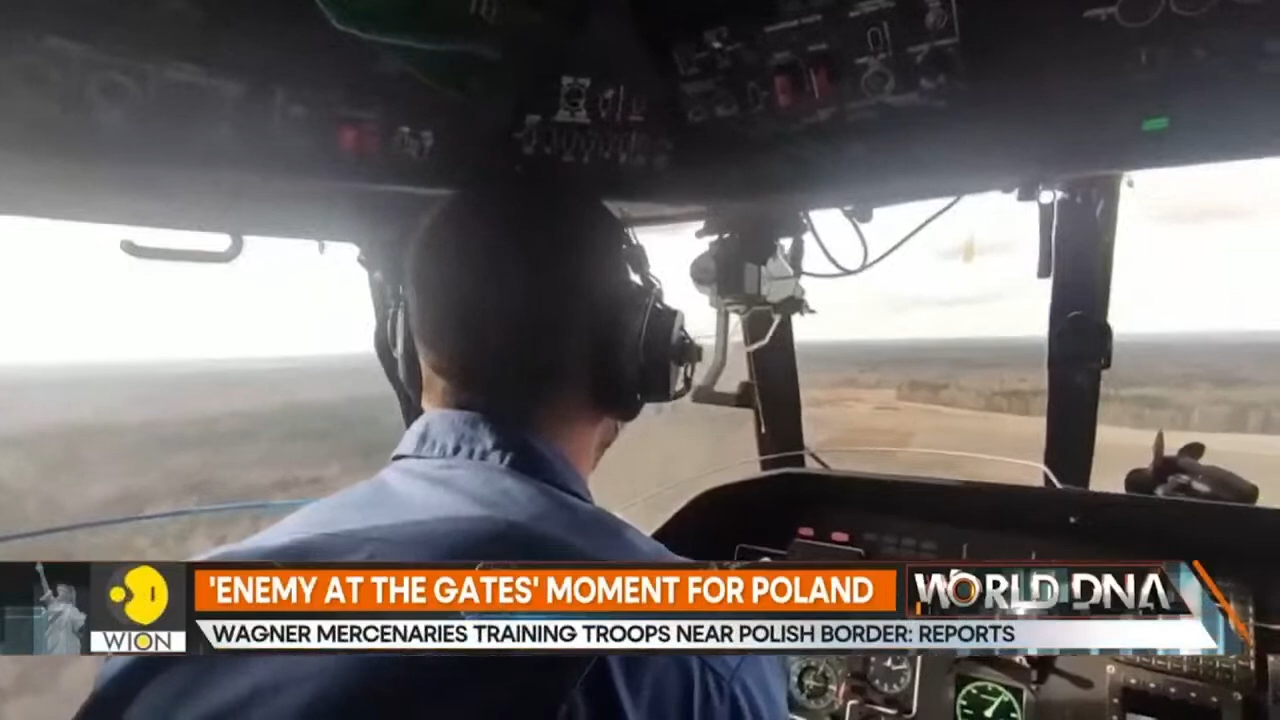 'ENEMY AT THE GATES' MOMENT FOR POLAND
WORLD DNA
WION
WAGNER MERCENARIES TRAINING TROOPS NEAR POLISH BORDER: REPORTS